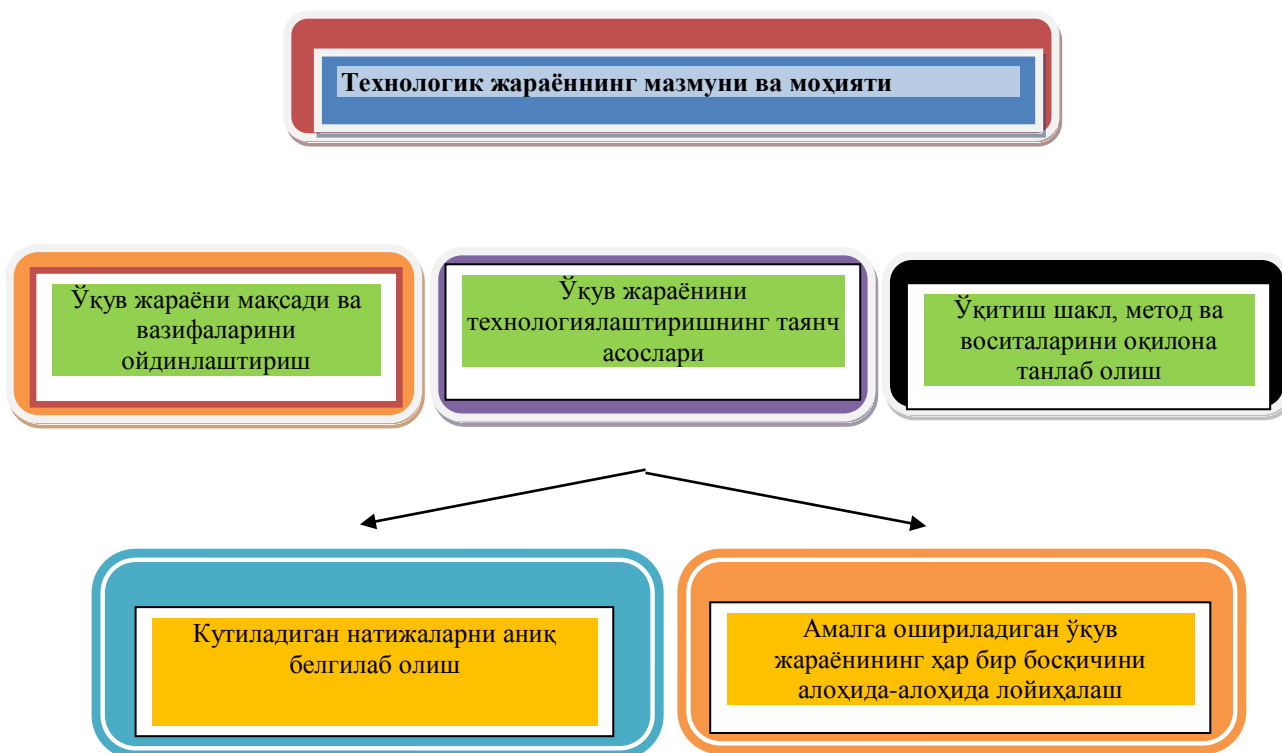 Технологик жараённинг мазмуни ва моҳияти
Ўқув жараёни мақсади ва
вазифаларини
ойдинлаштириш
Ўқув жараёнини
технологиялаштиришнинг таянч
асослари
Ўқитиш шакл, метод ва
воситаларини оқилона
танлаб олиш
Кутиладиган натижаларни аниқ
белгилаб олиш
Амалга ошириладиган ўқув
жараёнининг ҳар бир босқичини
алоҳида-алоҳида лойиҳалаш